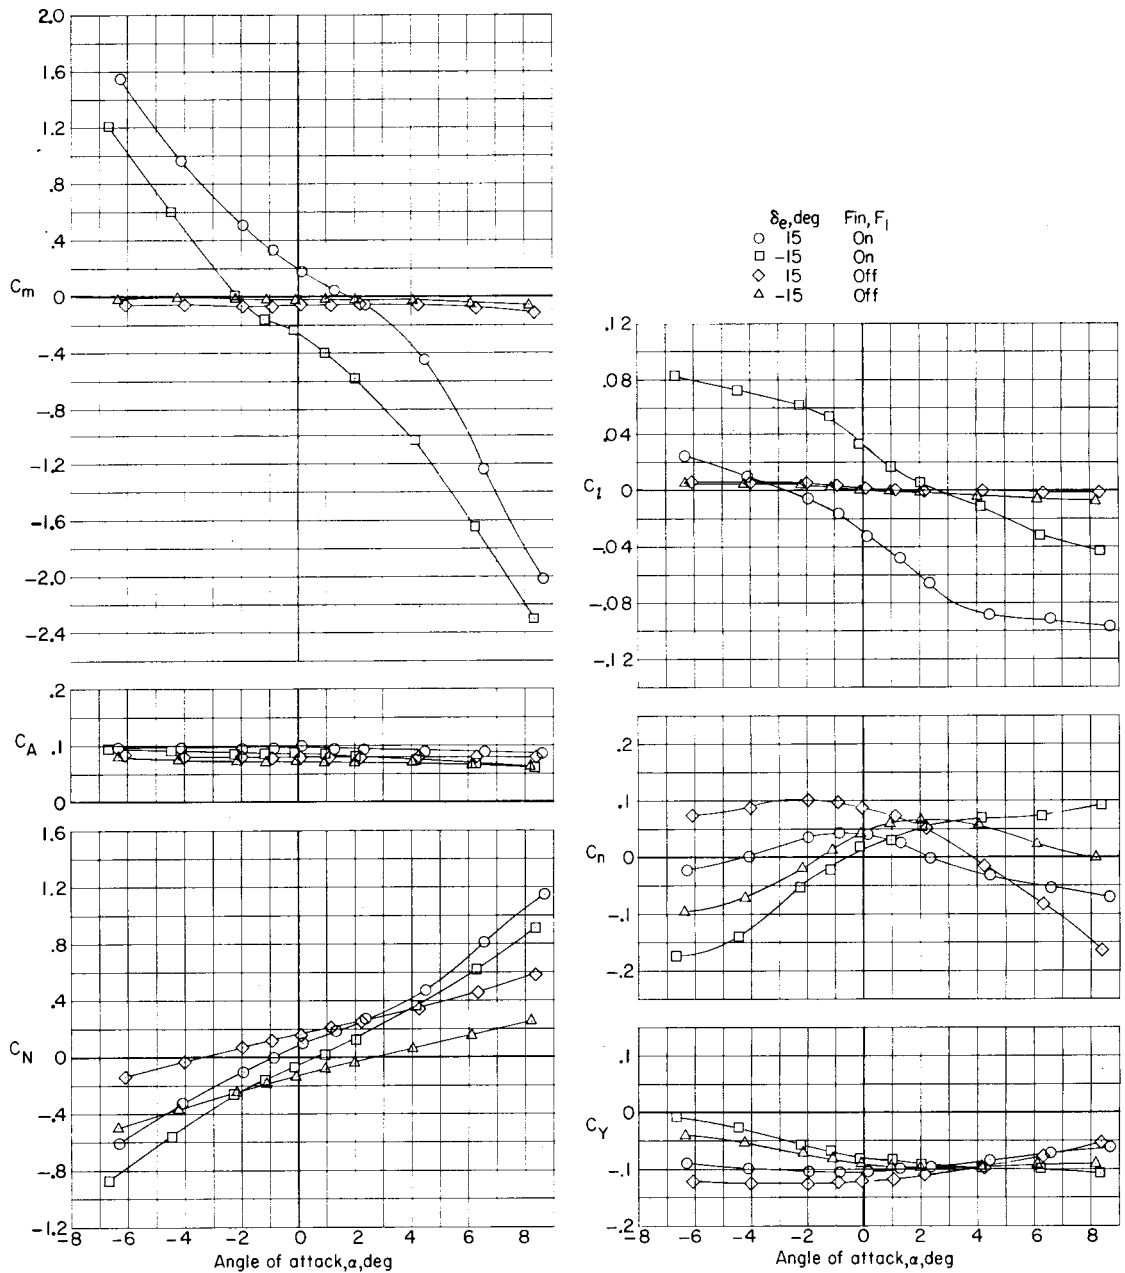 2.0
1.6
1.2
.8
.4
0
-.4
-.8
-1.2
-1.6
-2.0
-2.4
Cm
.2
.1
0
CA
1.6
1.2
.8
.4
0
-.4
-.8
-1.2
CN
-8 -6 -4 -2 0 2 4 6 8
Angle of attack,α,deg
δe,deg Fin, F1
15 On
-15 On
15 Off
-15 Off
.12
.08
.04
0
-.04
-.08
-.12
Cl
.2
.1
0
-.1
-.2
Cn
.1
0
-.1
-.2
CY
-8 -6 -4 -2 0 2 4 6 8
Angle of attack,α,deg